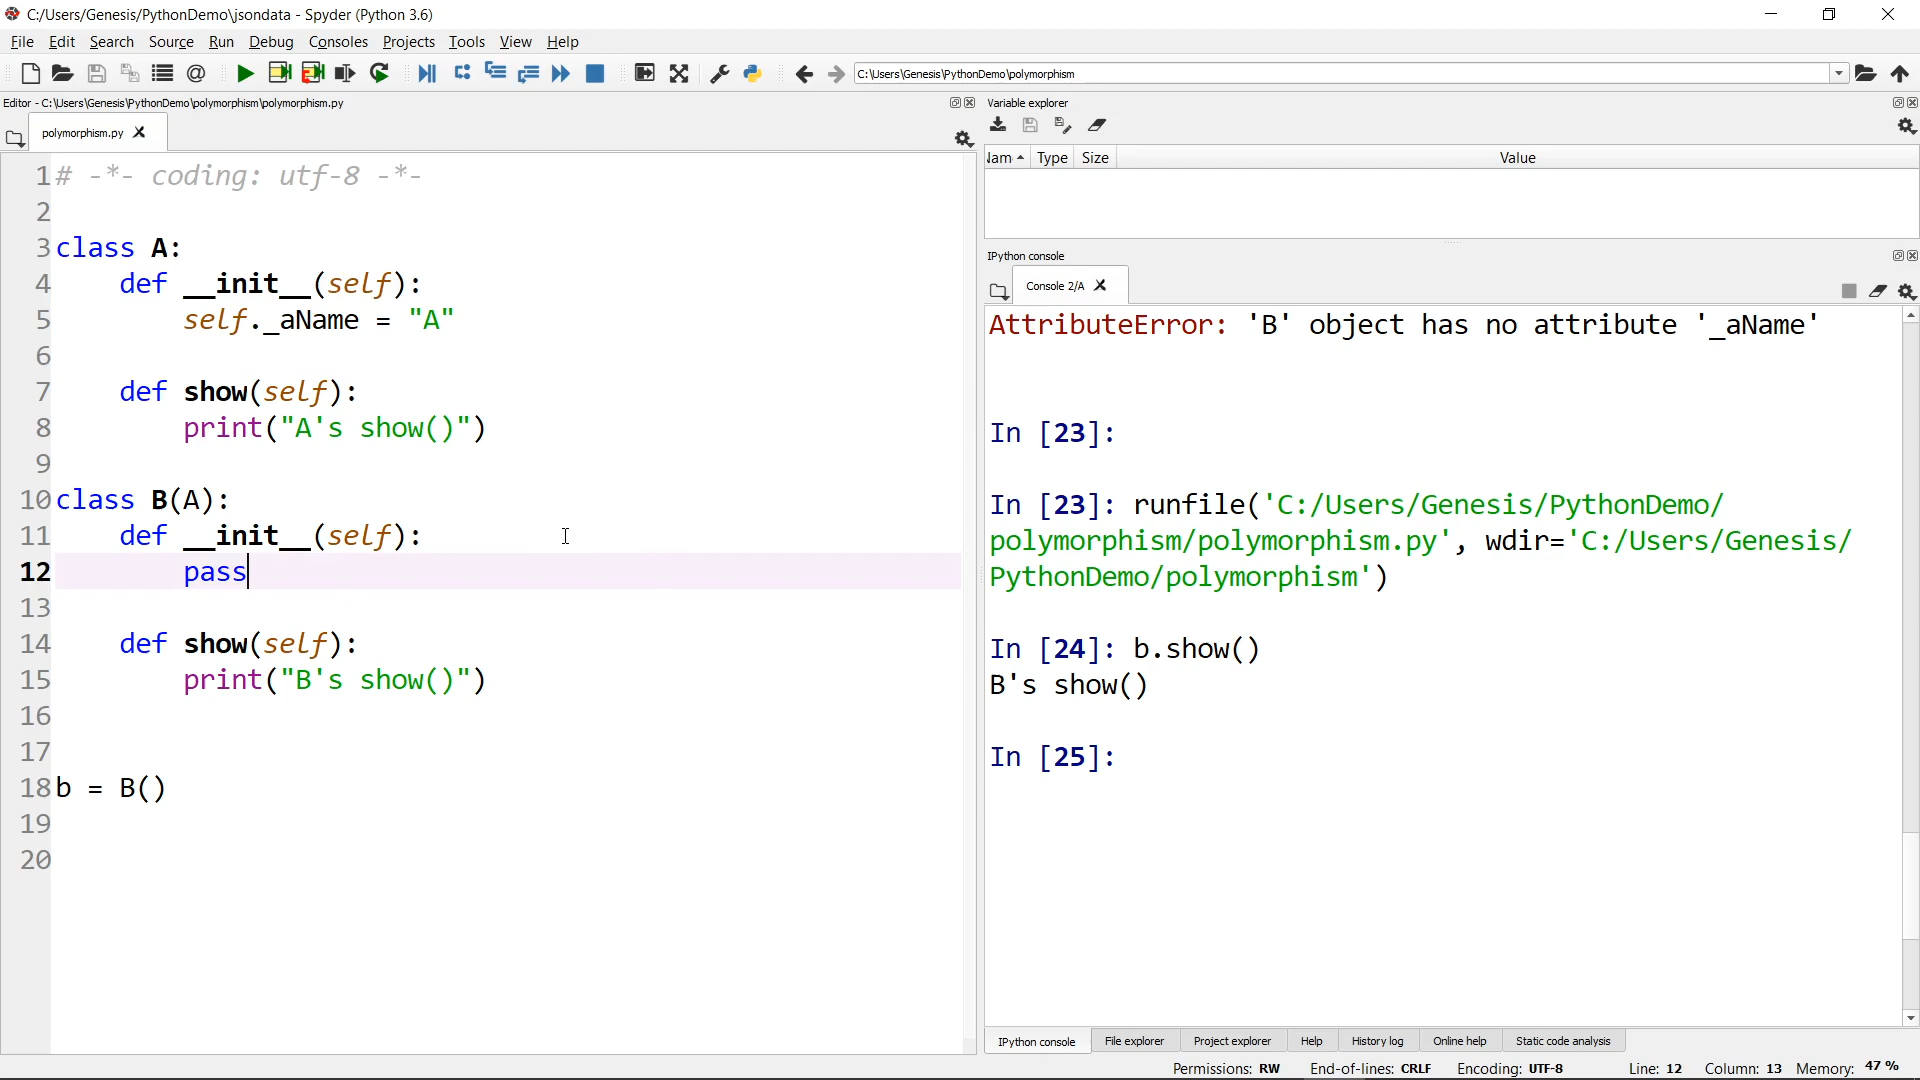 C:/Users/Genesis/PythonDemo\jsondata - Spyder (Python 3.6)
File Edit Search Source Run Debug Consoles Projects Tools View Help
C:\Users\Genesis\PythonDemo\polymorphism
Editor - C:\Users\Genesis\PythonDemo\polymorphism\polymorphism.py
polymorphism.py
1 # -*- coding: utf-8 -*-
2
3 class A:
4 def __init__(self):
5 self._aName = "A"
6
7 def show(self):
8 print("A's show()")
9
10 class B(A):
11 def __init__(self):
12 pass
13
14 def show(self):
15 print("B's show()")
16
17
18 b = B()
19
20
Variable explorer
Nam Type Size Value
IPython console
Console 2/A
AttributeError: 'B' object has no attribute '_aName'
In [23]:
In [23]: runfile('C:/Users/Genesis/PythonDemo/
polymorphism/polymorphism.py', wdir='C:/Users/Genesis/
PythonDemo/polymorphism')
In [24]: b.show()
B's show()
In [25]:
IPython console File explorer Project explorer Help History log Online help Static code analysis
Permissions: RW End-of-lines: CRLF Encoding: UTF-8 Line: 12 Column: 13 Memory: 47 %